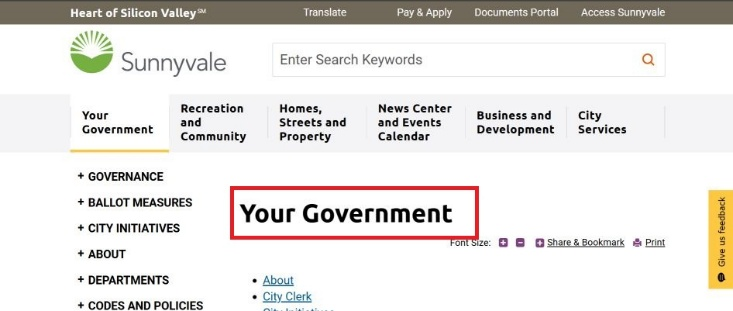 Heart of Silicon Valley℠ Translate Pay & Apply Documents Portal Access Sunnyvale
Sunnyvale
Enter Search Keywords
Your Government
Recreation and Community
Homes, Streets and Property
News Center and Events Calendar
Business and Development
City Services
+ GOVERNANCE
+ BALLOT MEASURES
+ CITY INITIATIVES
+ ABOUT
+ DEPARTMENTS
+ CODES AND POLICIES
Your Government
Font Size: + - + Share & Bookmark Print
• About
• City Clerk
City Initiatives
Give us feedback